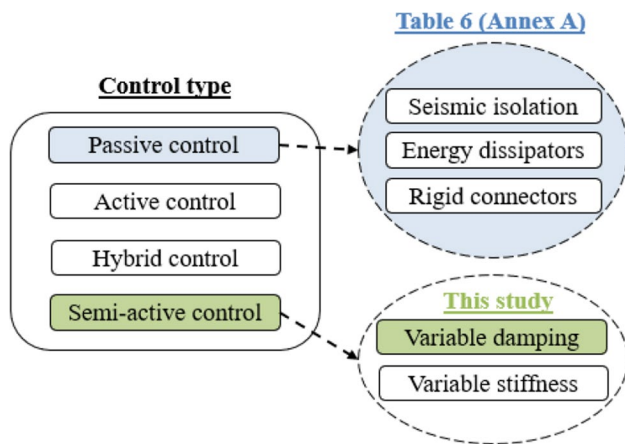 Control type
Passive control
Active control
Hybrid control
Semi-active control
Table 6 (Annex A)
Seismic isolation
Energy dissipators
Rigid connectors
This study
Variable damping
Variable stiffness